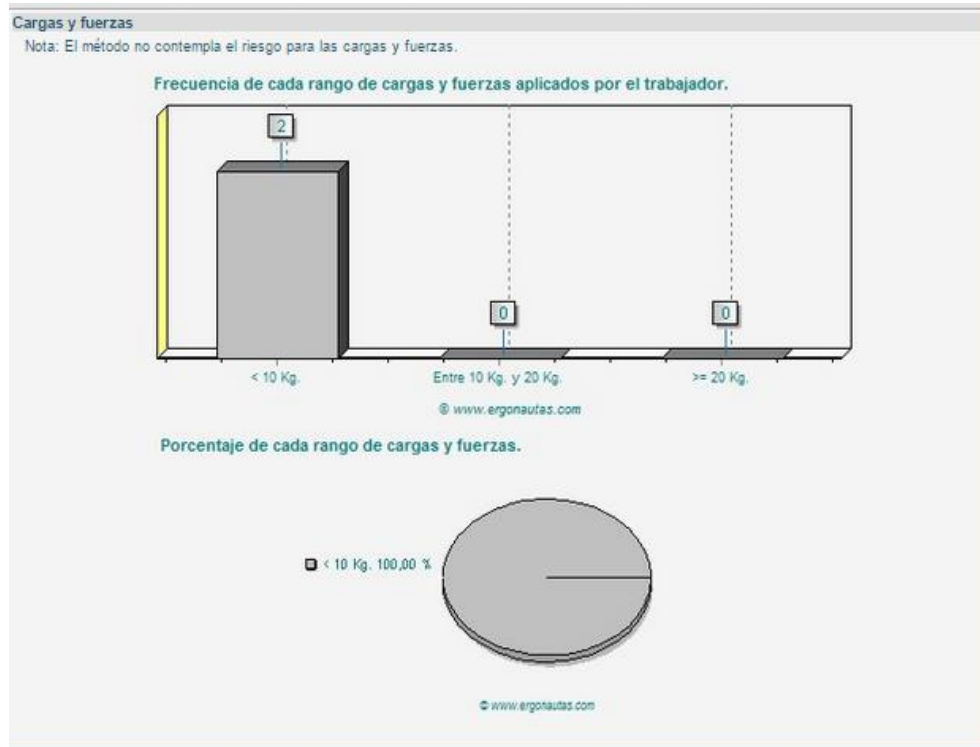 Cargas y fuerzas
Nota: El método no contempla el riesgo para las cargas y fuerzas.
Frecuencia de cada rango de cargas y fuerzas aplicados por el trabajador.
2
0
0
< 10 Kg.
Entre 10 Kg. y 20 Kg.
>= 20 Kg.
© www.ergonautas.com
Porcentaje de cada rango de cargas y fuerzas.
< 10 Kg. 100,00 %
© www.ergonautas.com